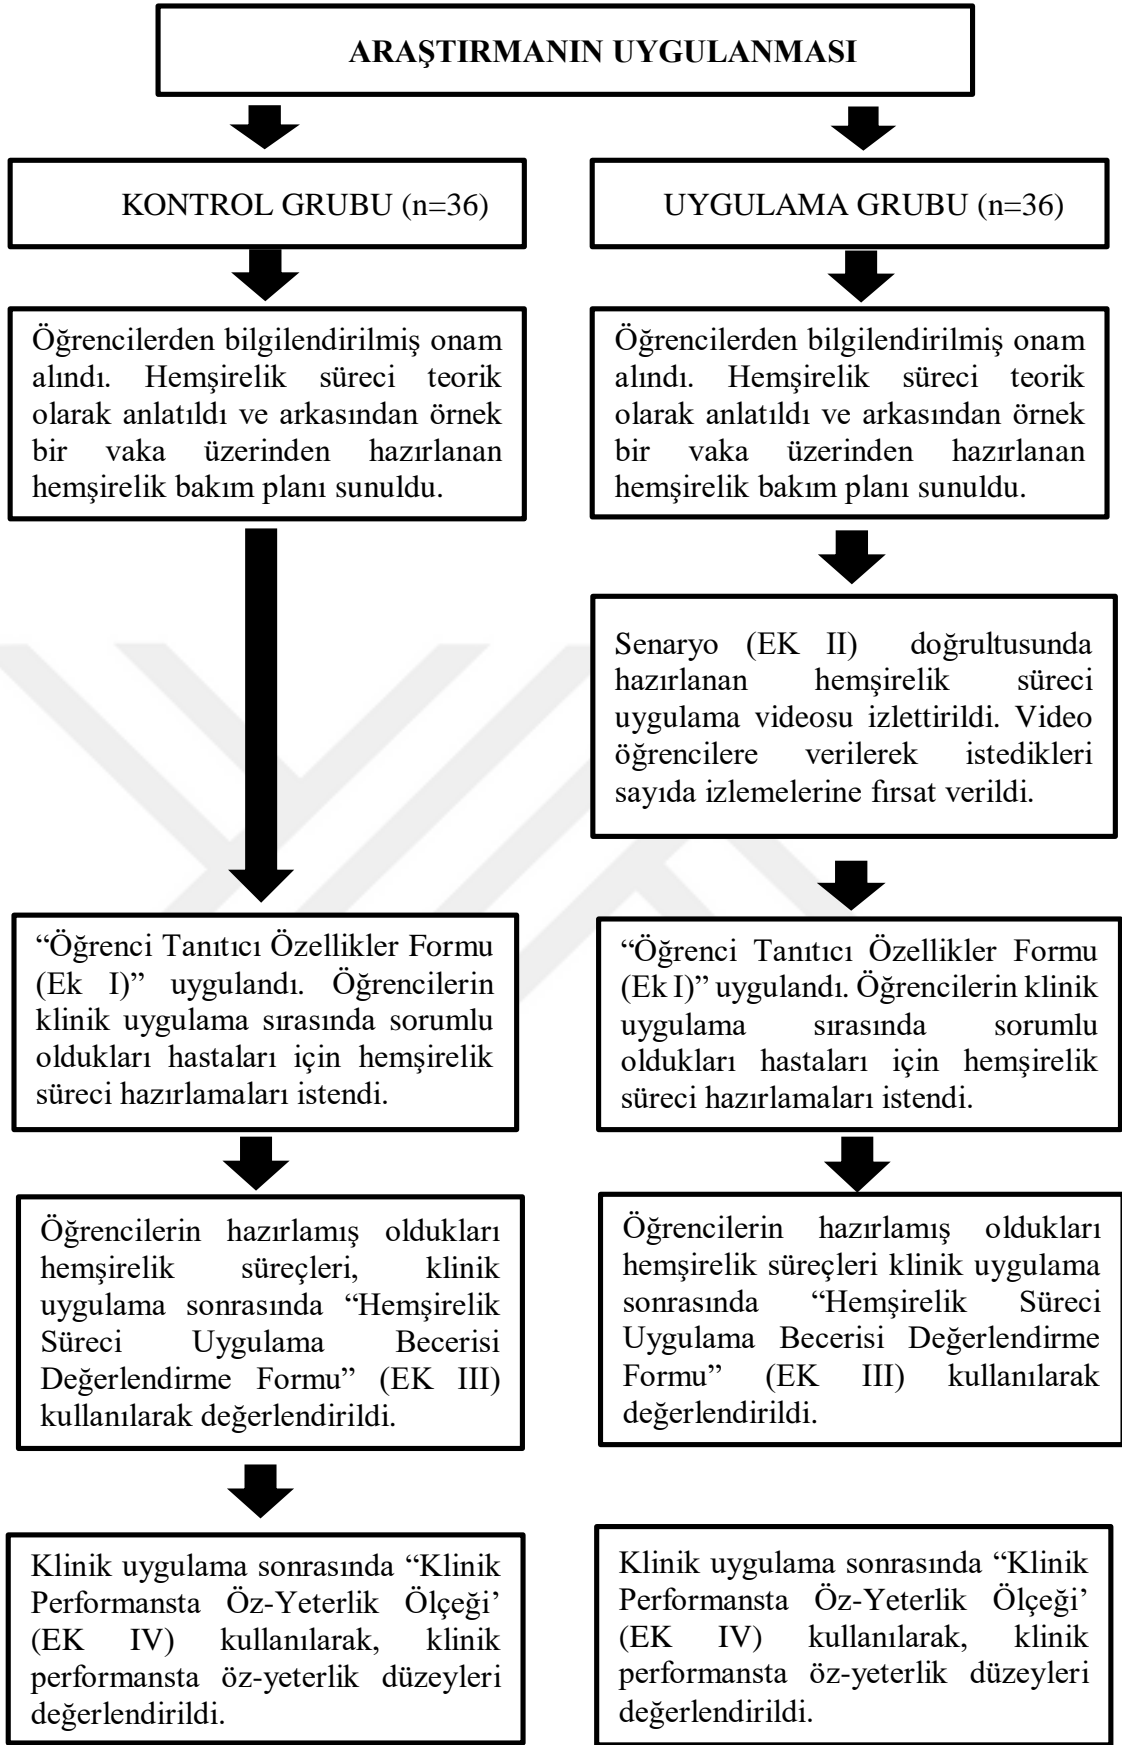 ARAŞTIRMANIN UYGULANMASI
KONTROL GRUBU (n=36)
UYGULAMA GRUBU (n=36)
Öğrencilerden bilgilendirilmiş onam
alındı. Hemşirelik süreci teorik
olarak anlatıldı ve arkasından örnek
bir vaka üzerinden hazırlanan
hemşirelik bakım planı sunuldu.
Öğrencilerden bilgilendirilmiş onam
alındı. Hemşirelik süreci teorik
olarak anlatıldı ve arkasından örnek
bir vaka üzerinden hazırlanan
hemşirelik bakım planı sunuldu.
Senaryo (EK II) doğrultusunda
hazırlanan hemşirelik süreci
uygulama videosu izlettirildi. Video
öğrencilere verilerek istedikleri
sayıda izlemelerine fırsat verildi.
“Öğrenci Tanıtıcı Özellikler Formu
(Ek I)” uygulandı. Öğrencilerin
klinik uygulama sırasında sorumlu
oldukları hastaları için hemşirelik
süreci hazırlamaları istendi.
“Öğrenci Tanıtıcı Özellikler Formu
(Ek I)” uygulandı. Öğrencilerin klinik
uygulama sırasında sorumlu
oldukları hastaları için hemşirelik
süreci hazırlamaları istendi.
Öğrencilerin hazırlamış oldukları
hemşirelik süreçleri, klinik
uygulama sonrasında “Hemşirelik
Süreci Uygulama Becerisi
Değerlendirme Formu” (EK III)
kullanılarak değerlendirildi.
Öğrencilerin hazırlamış oldukları
hemşirelik süreçleri klinik uygulama
sonrasında “Hemşirelik Süreci
Uygulama Becerisi Değerlendirme
Formu” (EK III) kullanılarak
değerlendirildi.
Klinik uygulama sonrasında “Klinik
Performansta Öz-Yeterlik Ölçeği’
(EK IV) kullanılarak, klinik
performansta öz-yeterlik düzeyleri
değerlendirildi.
Klinik uygulama sonrasında “Klinik
Performansta Öz-Yeterlik Ölçeği’
(EK IV) kullanılarak, klinik
performansta öz-yeterlik düzeyleri
değerlendirildi.